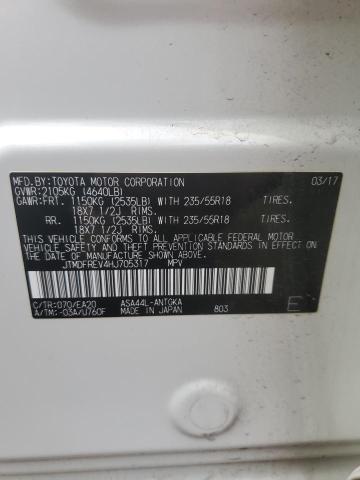 MFD.BY:TOYOTA MOTOR CORPORATION 03/17
GVWR:2105KG (4640LB)
GAWR:FRT. 1150KG (2535LB) WITH 235/55R18 TIRES,
18X7 1/2J RIMS.
RR. 1150KG (2535LB) WITH 235/55R18 TIRES,
18X7 1/2J RIMS.
THIS VEHICLE CONFORMS TO ALL APPLICABLE FEDERAL MOTOR
VEHICLE SAFETY AND THEFT PREVENTION STANDARDS IN EFFECT ON
THE DATE OF MANUFACTURE SHOWN ABOVE.
JTMDFREV4HJ705317 MPV
C/TR:070/EA20 ASA44L-ANTGKA E
A/TM:-03A/U760F MADE IN JAPAN 803